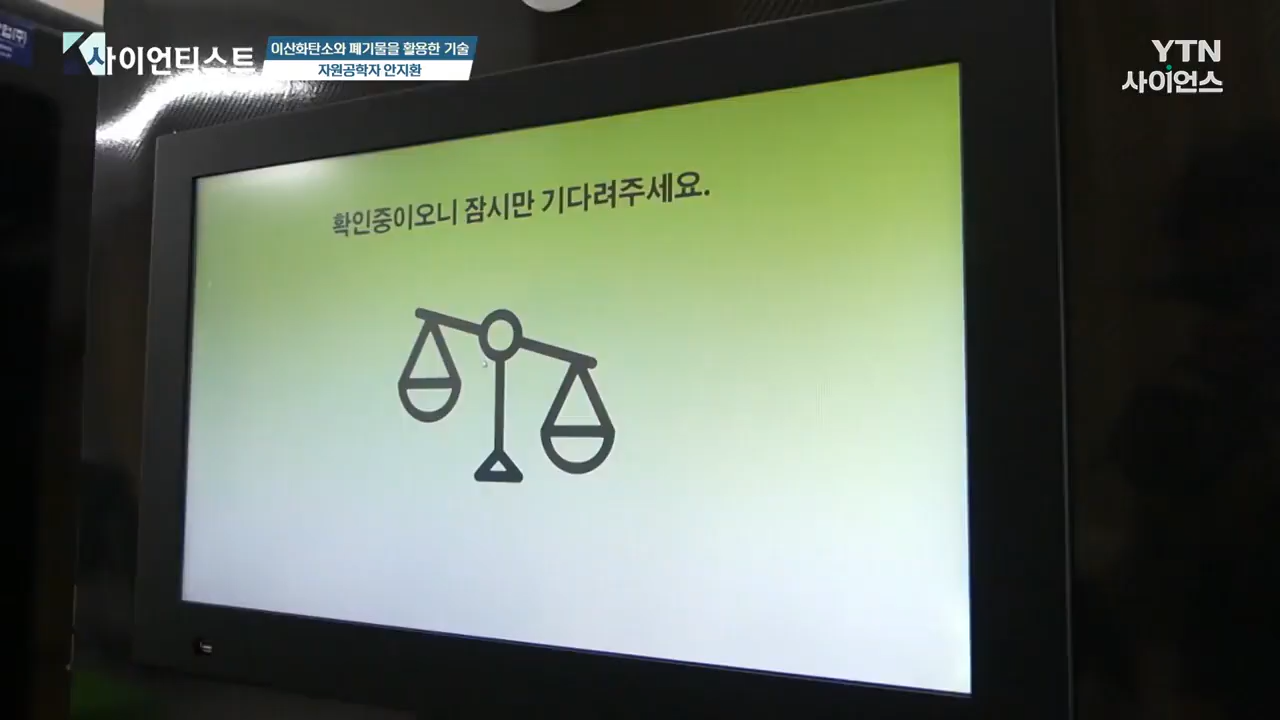 사이언티스트
이산화탄소와 폐기물을 활용한 기술
자원공학자 안지환
YTN
사이언스
확인중이오니 잠시만 기다려주세요.